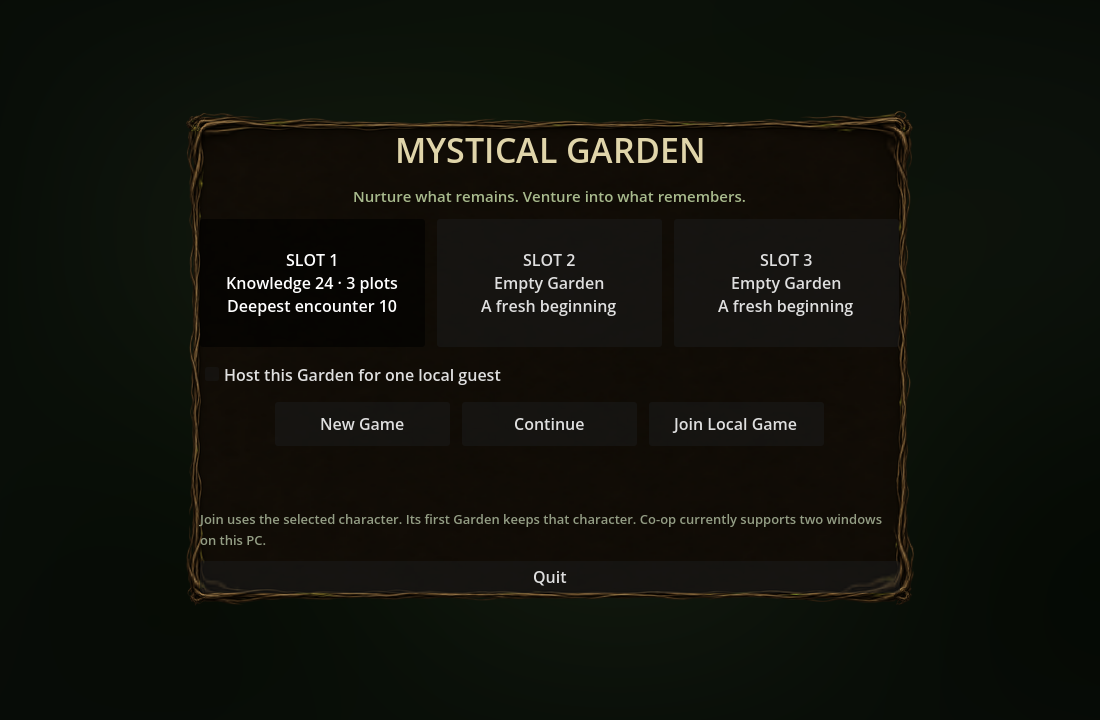 MYSTICAL GARDEN
Nurture what remains. Venture into what remembers.
SLOT 1
Knowledge 24 · 3 plots
Deepest encounter 10
SLOT 2
Empty Garden
A fresh beginning
SLOT 3
Empty Garden
A fresh beginning
Host this Garden for one local guest
New Game
Continue
Join Local Game
Join uses the selected character. Its first Garden keeps that character. Co-op currently supports two windows
on this PC.
Quit